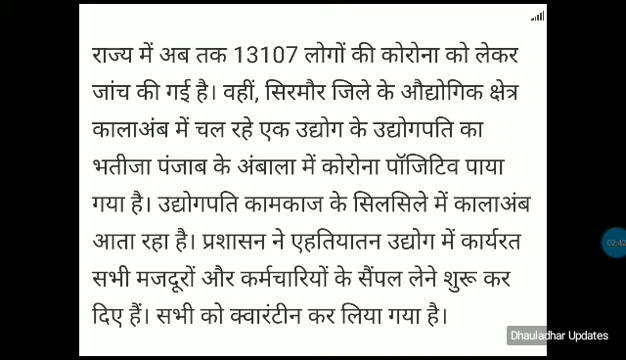 राज्य में अब तक 13107 लोगों की कोरोना को लेकर
जांच की गई है। वहीं, सिरमौर जिले के औद्योगिक क्षेत्र
कालाअंब में चल रहे एक उद्योग के उद्योगपति का
भतीजा पंजाब के अंबाला में कोरोना पॉजिटिव पाया
गया है। उद्योगपति कामकाज के सिलसिले में कालाअंब
आता रहा है। प्रशासन ने एहतियातन उद्योग में कार्यरत
सभी मजदूरों और कर्मचारियों के सैंपल लेने शुरू कर
दिए हैं। सभी को क्वारंटीन कर लिया गया है।
02:42
Dhauladhar Updates